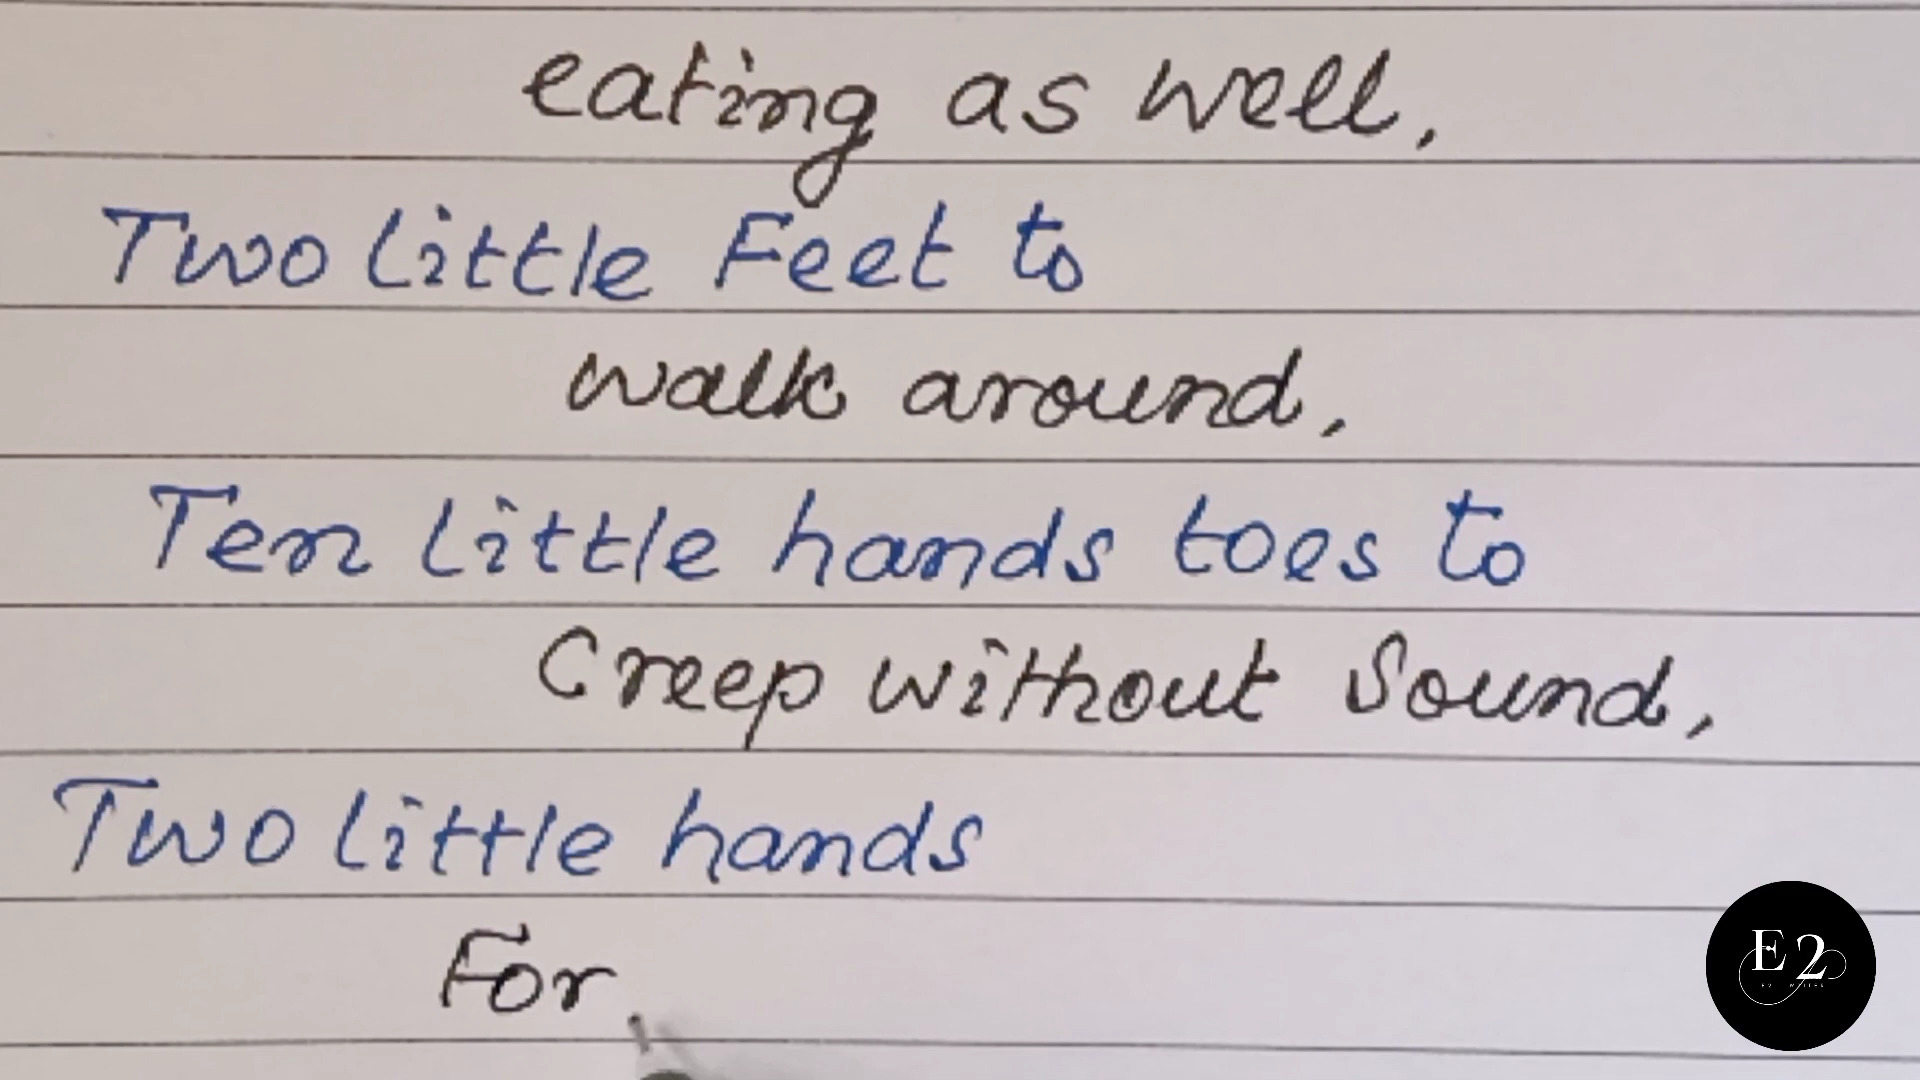 eating as well,
Two little Feet to
walk around,
Ten little hands toes to
Creep without Sound,
Two little hands
For
E2